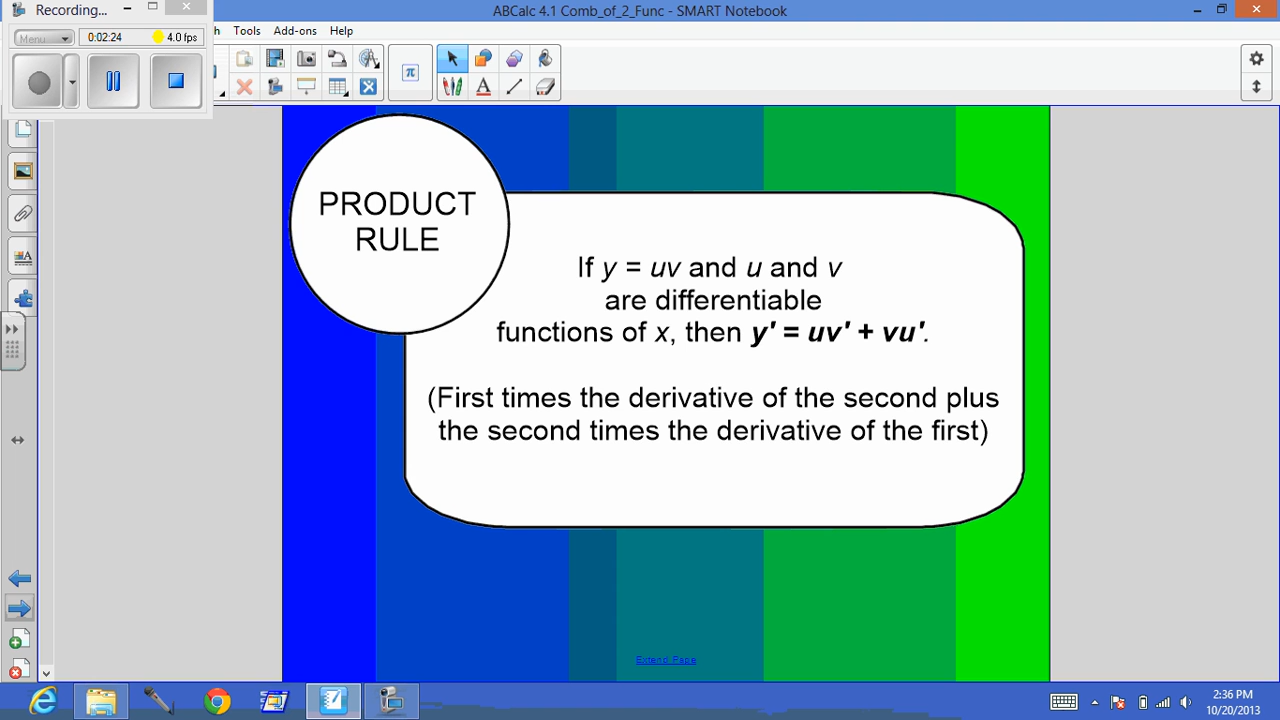 Recording...
ABCalc 4.1 Comb_of_2_Func - SMART Notebook
Menu
0:02:24
4.0 fps
h Tools Add-ons Help
π
A
PRODUCT
RULE
If y = uv and u and v
are differentiable
functions of x, then y' = uv' + vu'.
(First times the derivative of the second plus
the second times the derivative of the first)
Extend Page
2:36 PM
10/20/2013